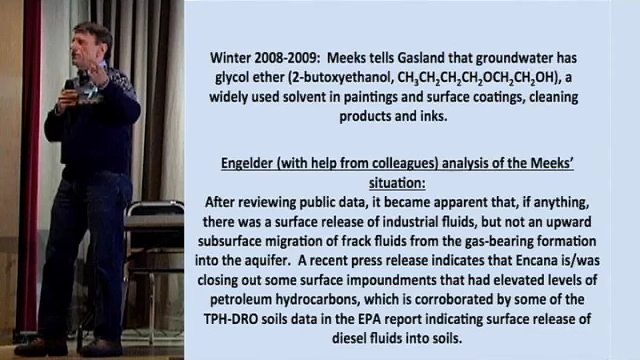 Winter 2008-2009:  Meeks tells Gasland that groundwater has
glycol ether (2-butoxyethanol, CH₃CH₂CH₂CH₂OCH₂CH₂OH), a
widely used solvent in paintings and surface coatings, cleaning
products and inks.
Engelder (with help from colleagues) analysis of the Meeks'
situation:
After reviewing public data, it became apparent that, if anything,
there was a surface release of industrial fluids, but not an upward
subsurface migration of frack fluids from the gas-bearing formation
into the aquifer.  A recent press release indicates that Encana is/was
closing out some surface impoundments that had elevated levels of
petroleum hydrocarbons, which is corroborated by some of the
TPH-DRO soils data in the EPA report indicating surface release of
diesel fluids into soils.